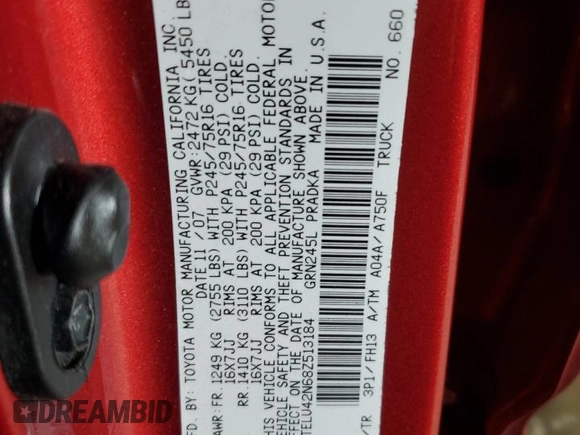 BY: TOYOTA MOTOR MANUFACTURING CALIFORNIA INC.
DATE 11/07 GVWR:2472 KG (5450 LB
GAWR:FR.1249 KG (2755 LBS) WITH P245/75R16 TIRES
16X7JJ RIMS AT 200 KPA (29 PSI) COLD.
RR.1410 KG (3110 LBS) WITH P245/75R16 TIRES
16X7JJ RIMS AT 200 KPA (29 PSI) COLD.
THIS VEHICLE CONFORMS TO ALL APPLICABLE FEDERAL MOTOR
VEHICLE SAFETY AND THEFT PREVENTION STANDARDS IN
EFFECT ON THE DATE OF MANUFACTURE SHOWN ABOVE.
TELU42N68Z513184 GRN245L PRADKA MADE IN U.S.A.
/TR 3P1/FH13 A/TM A04A/A750F TRUCK
NO. 660
DREAMBID